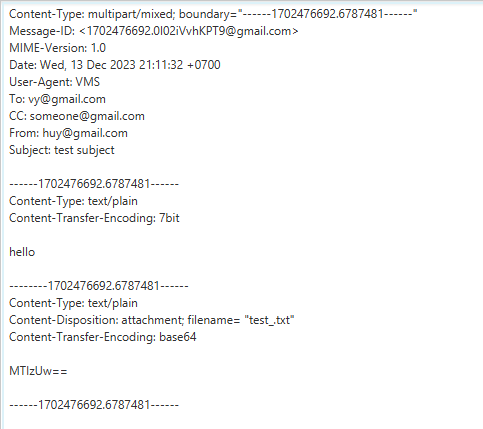 Content-Type: multipart/mixed; boundary="------1702476692.6787481------"
Message-ID: <1702476692.0I02iVvhKPT9@gmail.com>
MIME-Version: 1.0
Date: Wed, 13 Dec 2023 21:11:32 +0700
User-Agent: VMS
To: vy@gmail.com
CC: someone@gmail.com
From: huy@gmail.com
Subject: test subject
------1702476692.6787481------
Content-Type: text/plain
Content-Transfer-Encoding: 7bit
hello
--------1702476692.6787481------
Content-Type: text/plain
Content-Disposition: attachment; filename= "test_.txt"
Content-Transfer-Encoding: base64
MTIzUw==
------1702476692.6787481------